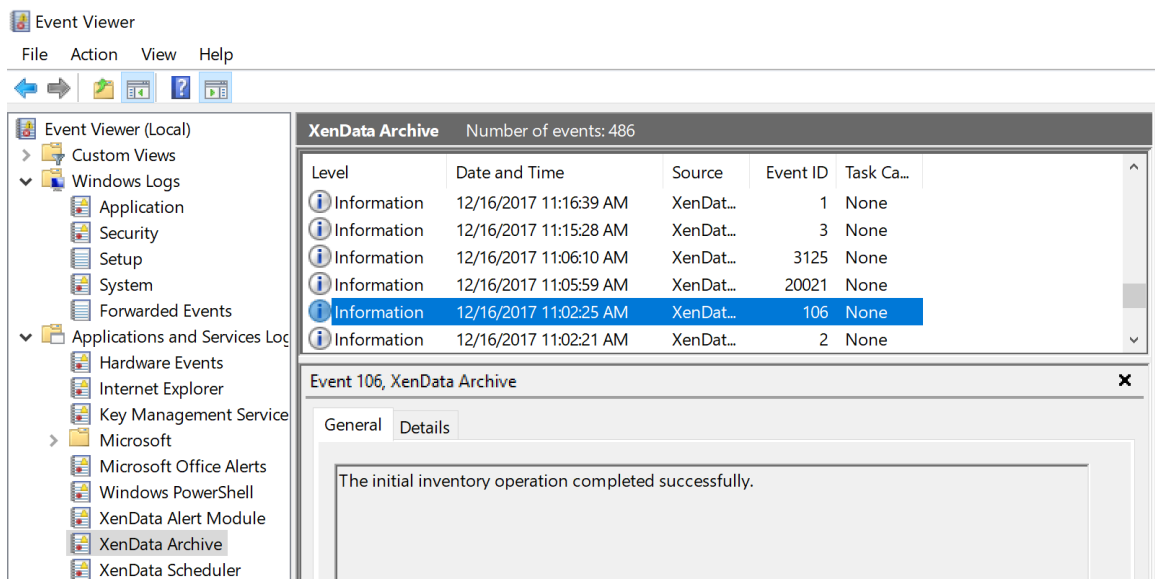 Event Viewer
File Action View Help
Event Viewer (Local)
Custom Views
Windows Logs
Application
Security
Setup
System
Forwarded Events
Applications and Services Log
Hardware Events
Internet Explorer
Key Management Service
Microsoft
Microsoft Office Alerts
Windows PowerShell
XenData Alert Module
XenData Archive
XenData Scheduler
XenData Archive Number of events: 486
Level Date and Time Source Event ID Task Ca...
Information 12/16/2017 11:16:39 AM XenDat... 1 None
Information 12/16/2017 11:15:28 AM XenDat... 3 None
Information 12/16/2017 11:06:10 AM XenDat... 3125 None
Information 12/16/2017 11:05:59 AM XenDat... 20021 None
Information 12/16/2017 11:02:25 AM XenDat... 106 None
Information 12/16/2017 11:02:21 AM XenDat... 2 None
Event 106, XenData Archive
General Details
The initial inventory operation completed successfully.